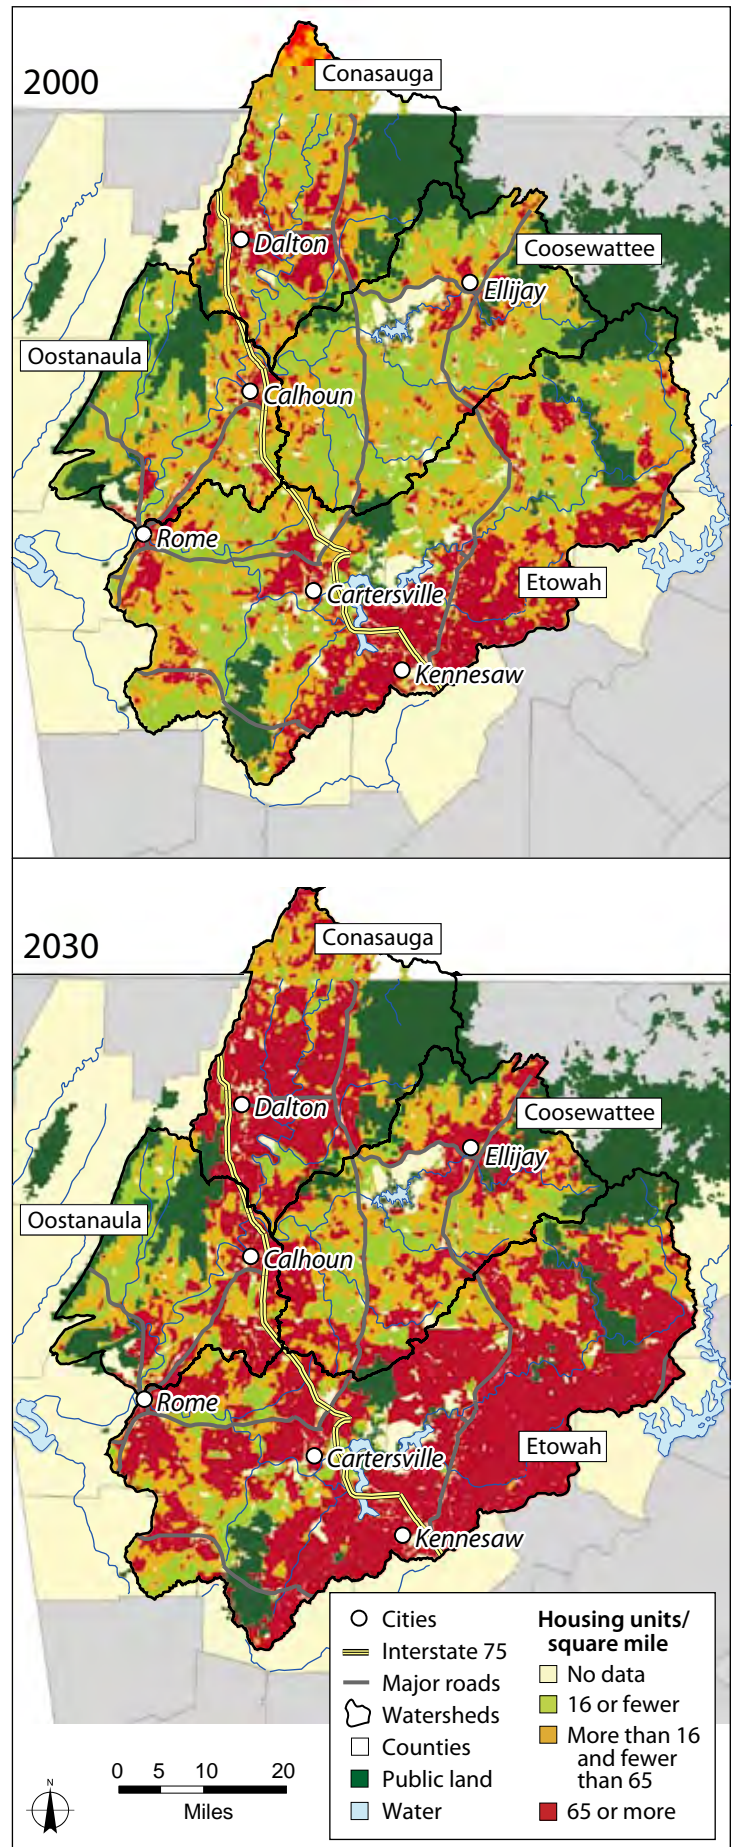 2000
Conasauga
Dalton
Coosewattee
Ellijay
Oostanaula
Calhoun
Rome
Etowah
Cartersville
Kennesaw
2030
Conasauga
Dalton
Coosewattee
Ellijay
Oostanaula
Calhoun
Rome
Etowah
Cartersville
Kennesaw
Cities
Interstate 75
Major roads
Watersheds
Counties
Public land
Water
Housing units/
square mile
No data
16 or fewer
More than 16
and fewer
than 65
65 or more
N
0 5 10 20
Miles